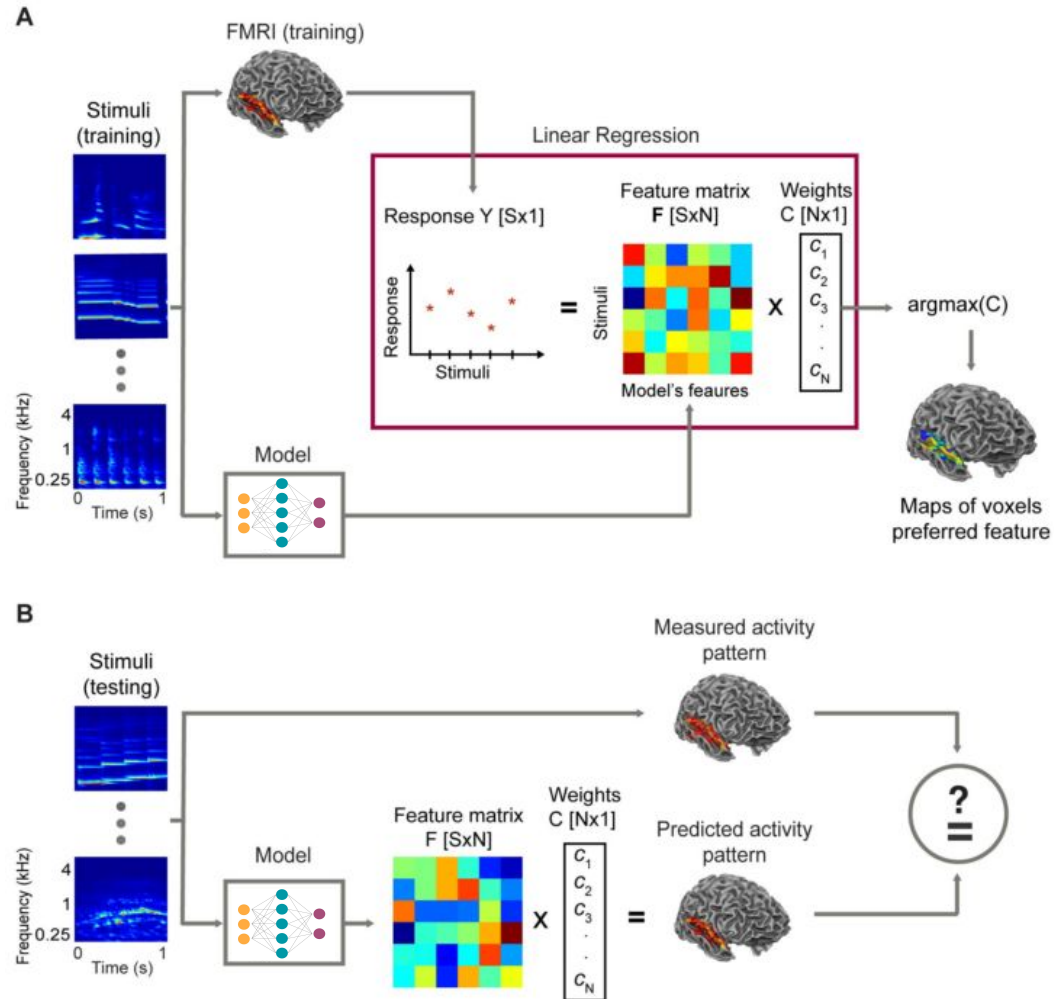 A
FMRI (training)
Stimuli
(training)
Linear Regression
Response Y [Sx1]
Feature matrix
F [SxN]
Weights
C [Nx1]
Response
Stimuli
=
Stimuli
Model's feaures
X
C1
C2
C3
.
.
CN
argmax(C)
Maps of voxels
preferred feature
Frequency (kHz)
4
1
0.25
0
1
Time (s)
Model
B
Stimuli
(testing)
Measured activity
pattern
Frequency (kHz)
4
1
0.25
0
1
Time (s)
Model
Feature matrix
F [SxN]
X
Weights
C [Nx1]
C1
C2
C3
.
.
CN
=
Predicted activity
pattern
?
=